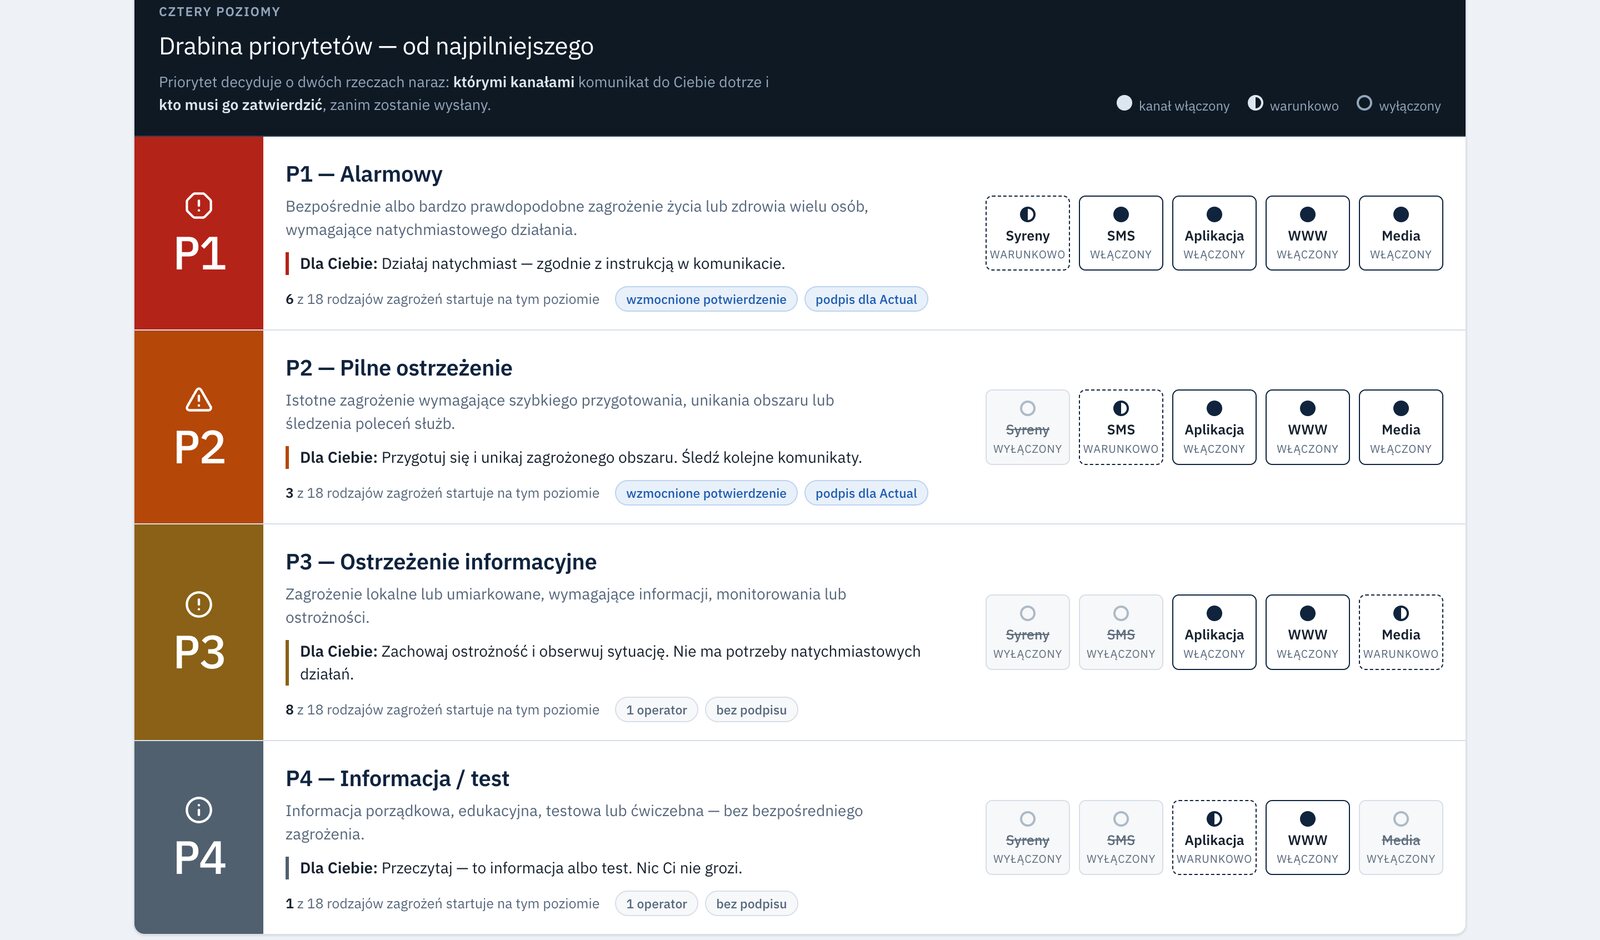 CZTERY POZIOMY
Drabina priorytetów — od najpilniejszego
Priorytet decyduje o dwóch rzeczach naraz: którymi kanałami komunikat do Ciebie dotrze i
kto musi go zatwierdzić, zanim zostanie wysłany.
kanał włączony warunkowo wyłączony
P1
P1 — Alarmowy
Bezpośrednie albo bardzo prawdopodobne zagrożenie życia lub zdrowia wielu osób,
wymagające natychmiastowego działania.
Dla Ciebie: Działaj natychmiast — zgodnie z instrukcją w komunikacie.
6 z 18 rodzajów zagrożeń startuje na tym poziomie wzmocnione potwierdzenie podpis dla Actual
Syreny SMS Aplikacja WWW Media
WARUNKOWO WŁĄCZONY WŁĄCZONY WŁĄCZONY WŁĄCZONY
P2
P2 — Pilne ostrzeżenie
Istotne zagrożenie wymagające szybkiego przygotowania, unikania obszaru lub
śledzenia poleceń służb.
Dla Ciebie: Przygotuj się i unikaj zagrożonego obszaru. Śledź kolejne komunikaty.
3 z 18 rodzajów zagrożeń startuje na tym poziomie wzmocnione potwierdzenie podpis dla Actual
Syreny SMS Aplikacja WWW Media
WYŁĄCZONY WARUNKOWO WŁĄCZONY WŁĄCZONY WŁĄCZONY
P3
P3 — Ostrzeżenie informacyjne
Zagrożenie lokalne lub umiarkowane, wymagające informacji, monitorowania lub
ostrożności.
Dla Ciebie: Zachowaj ostrożność i obserwuj sytuację. Nie ma potrzeby natychmiastowych
działań.
8 z 18 rodzajów zagrożeń startuje na tym poziomie 1 operator bez podpisu
Syreny SMS Aplikacja WWW Media
WYŁĄCZONY WYŁĄCZONY WŁĄCZONY WŁĄCZONY WARUNKOWO
P4
P4 — Informacja / test
Informacja porządkowa, edukacyjna, testowa lub ćwiczebna — bez bezpośredniego
zagrożenia.
Dla Ciebie: Przeczytaj — to informacja albo test. Nic Ci nie grozi.
1 z 18 rodzajów zagrożeń startuje na tym poziomie 1 operator bez podpisu
Syreny SMS Aplikacja WWW Media
WYŁĄCZONY WYŁĄCZONY WARUNKOWO WŁĄCZONY WYŁĄCZONY